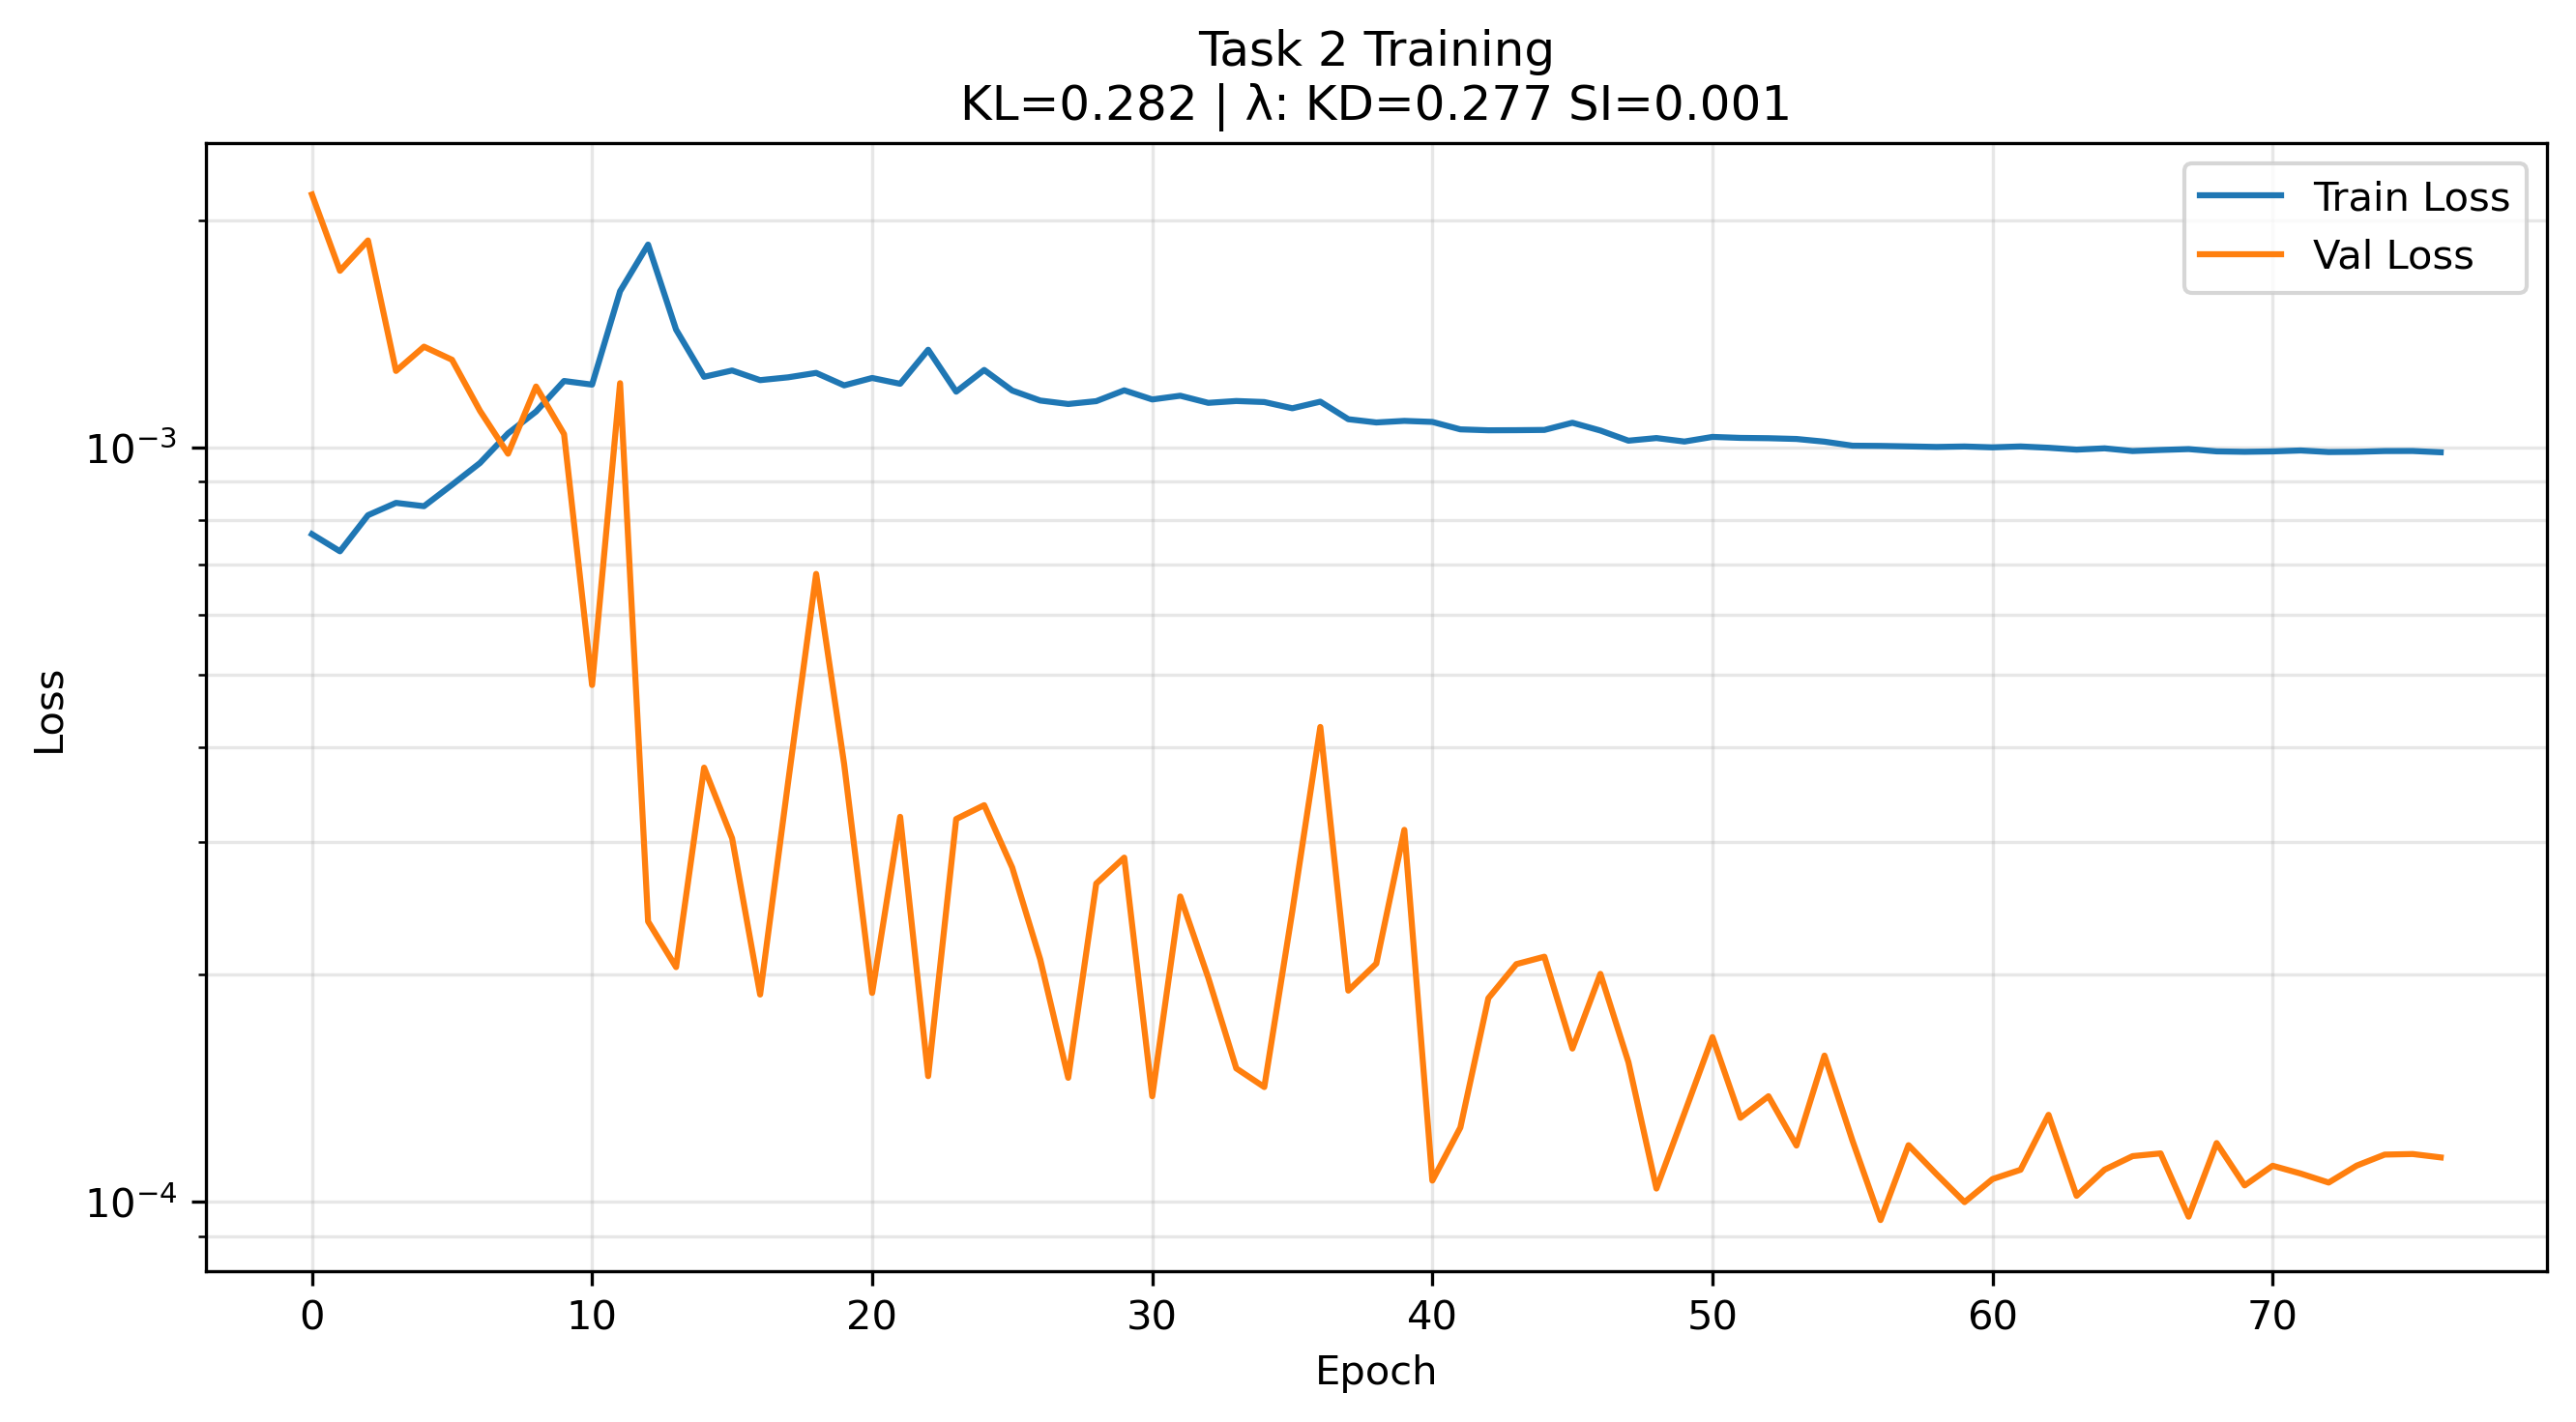 Task 2 Training
KL=0.282 | λ: KD=0.277 SI=0.001
Train Loss
Val Loss
Loss
10⁻³
10⁻⁴
0 10 20 30 40 50 60 70
Epoch